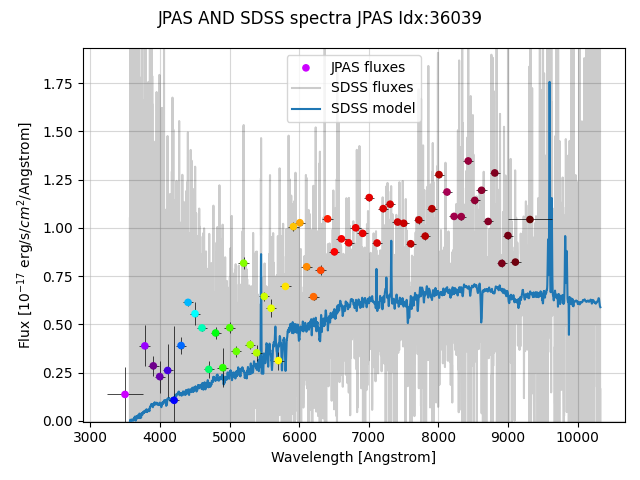 JPAS AND SDSS spectra JPAS Idx:36039
JPAS fluxes
SDSS fluxes
SDSS model
Flux [10⁻¹⁷ erg/s/cm²/Angstrom]
1.75
1.50
1.25
1.00
0.75
0.50
0.25
0.00
3000 4000 5000 6000 7000 8000 9000 10000
Wavelength [Angstrom]